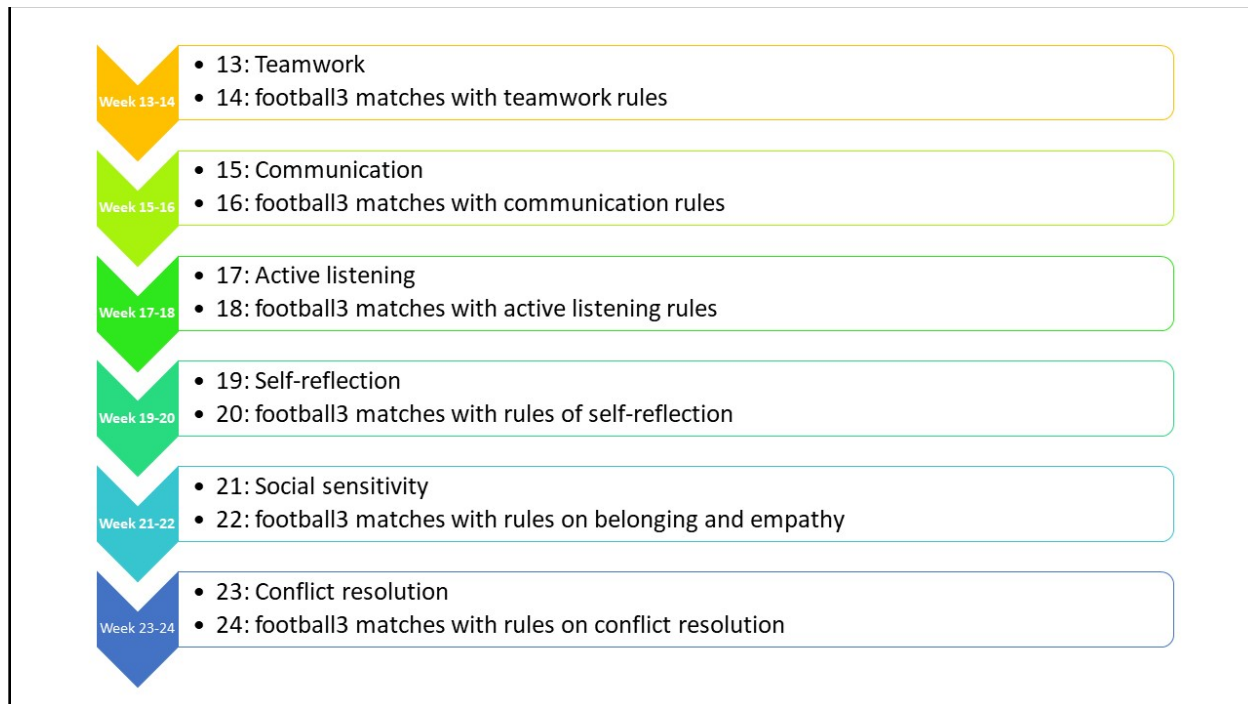 Week 13-14
• 13: Teamwork
• 14: football3 matches with teamwork rules
Week 15-16
• 15: Communication
• 16: football3 matches with communication rules
Week 17-18
• 17: Active listening
• 18: football3 matches with active listening rules
Week 19-20
• 19: Self-reflection
• 20: football3 matches with rules of self-reflection
Week 21-22
• 21: Social sensitivity
• 22: football3 matches with rules on belonging and empathy
Week 23-24
• 23: Conflict resolution
• 24: football3 matches with rules on conflict resolution